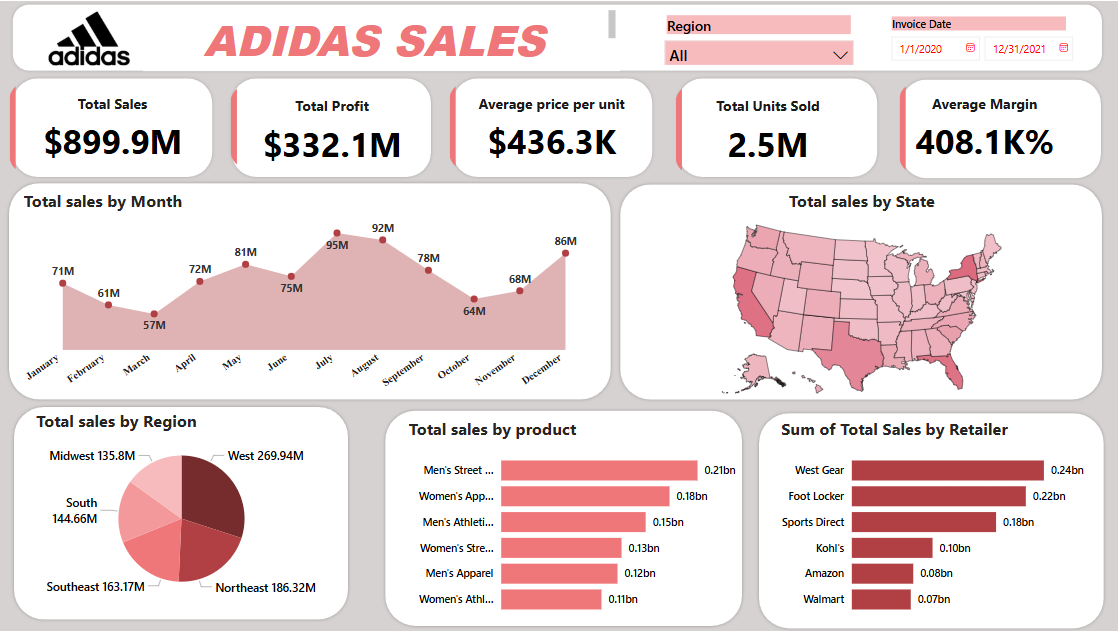 adidas
ADIDAS SALES
Region
All
Invoice Date
1/1/2020
12/31/2021
Total Sales
$899.9M
Total Profit
$332.1M
Average price per unit
$436.3K
Total Units Sold
2.5M
Average Margin
408.1K%
Total sales by Month
71M
61M
57M
72M
81M
75M
95M
92M
78M
64M
68M
86M
January
February
March
April
May
June
July
August
September
October
November
December
Total sales by State
Total sales by Region
Midwest 135.8M
West 269.94M
South
144.66M
Southeast 163.17M
Northeast 186.32M
Total sales by product
Men's Street ... 0.21bn
Women's App... 0.18bn
Men's Athleti... 0.15bn
Women's Stre... 0.13bn
Men's Apparel 0.12bn
Women's Athl... 0.11bn
Sum of Total Sales by Retailer
West Gear 0.24bn
Foot Locker 0.22bn
Sports Direct 0.18bn
Kohl's 0.10bn
Amazon 0.08bn
Walmart 0.07bn